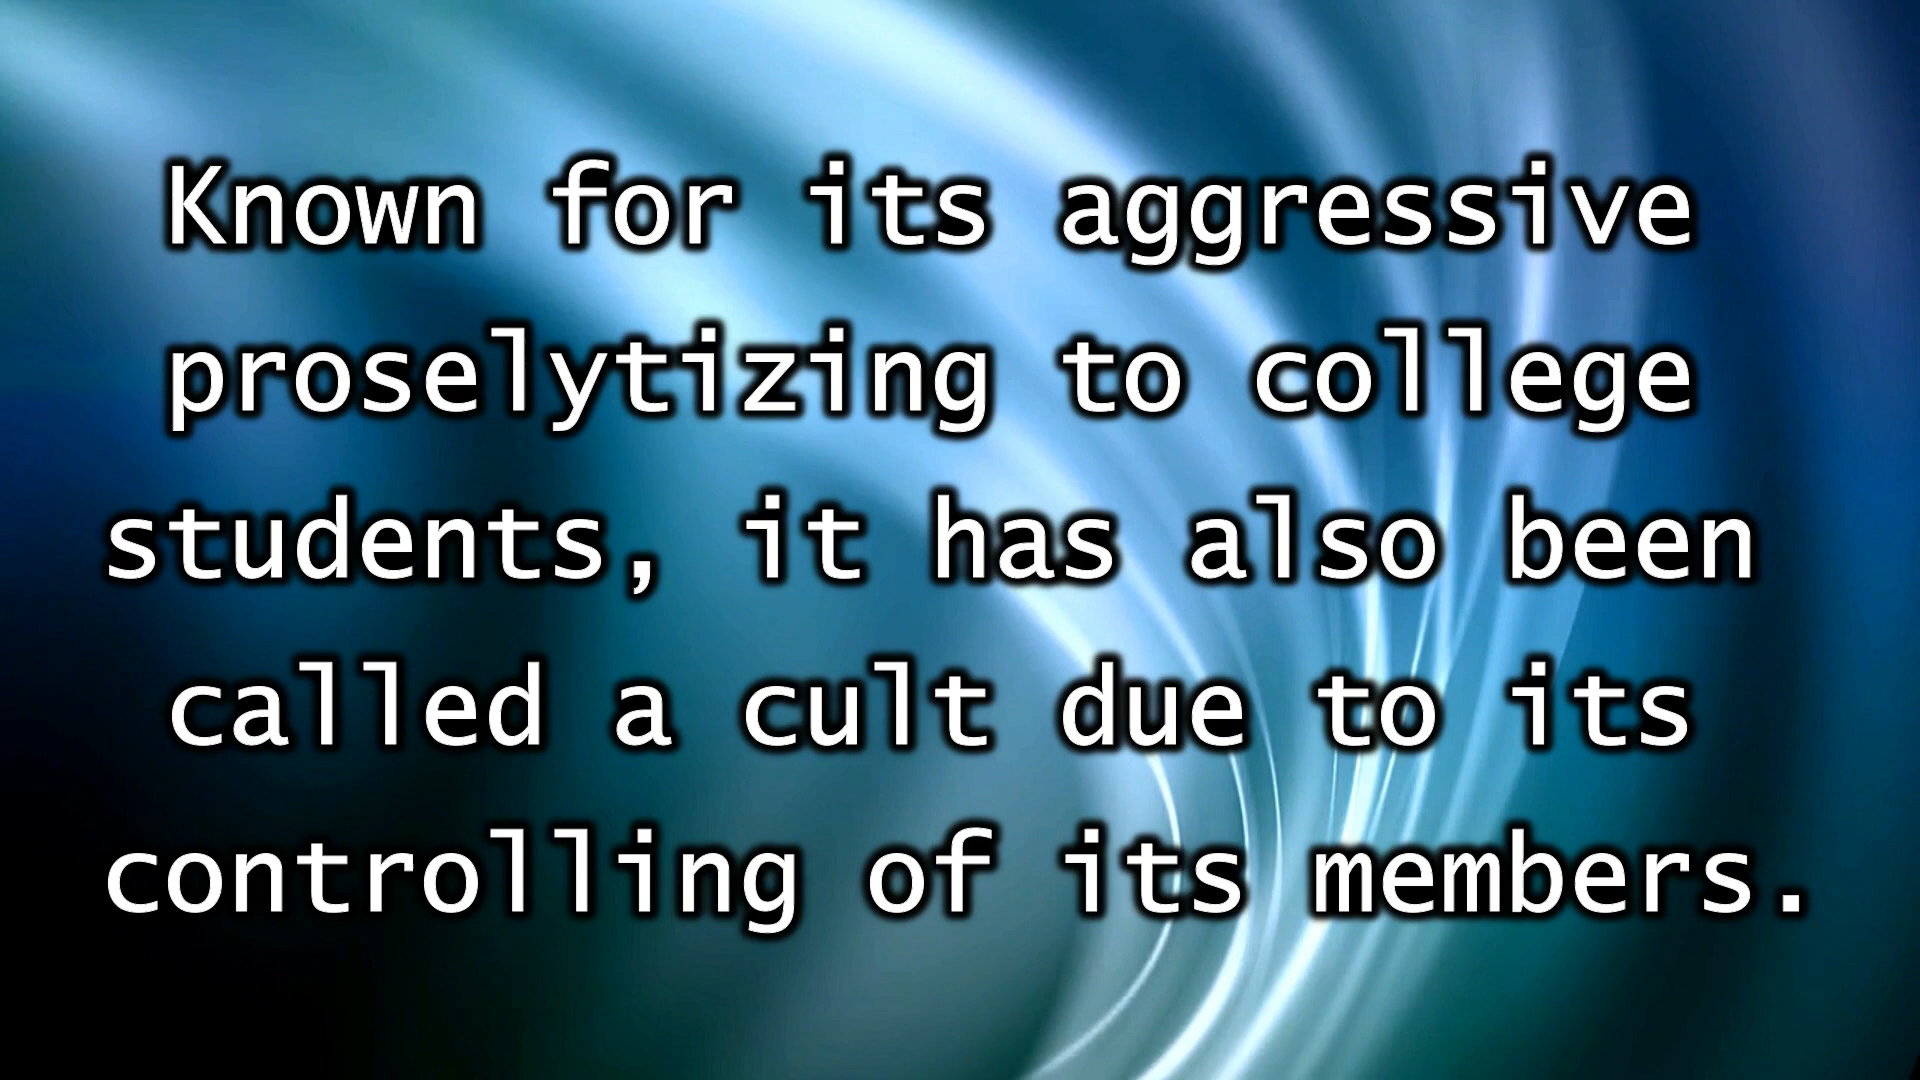 Known for its aggressive
proselytizing to college
students, it has also been
called a cult due to its
controlling of its members.